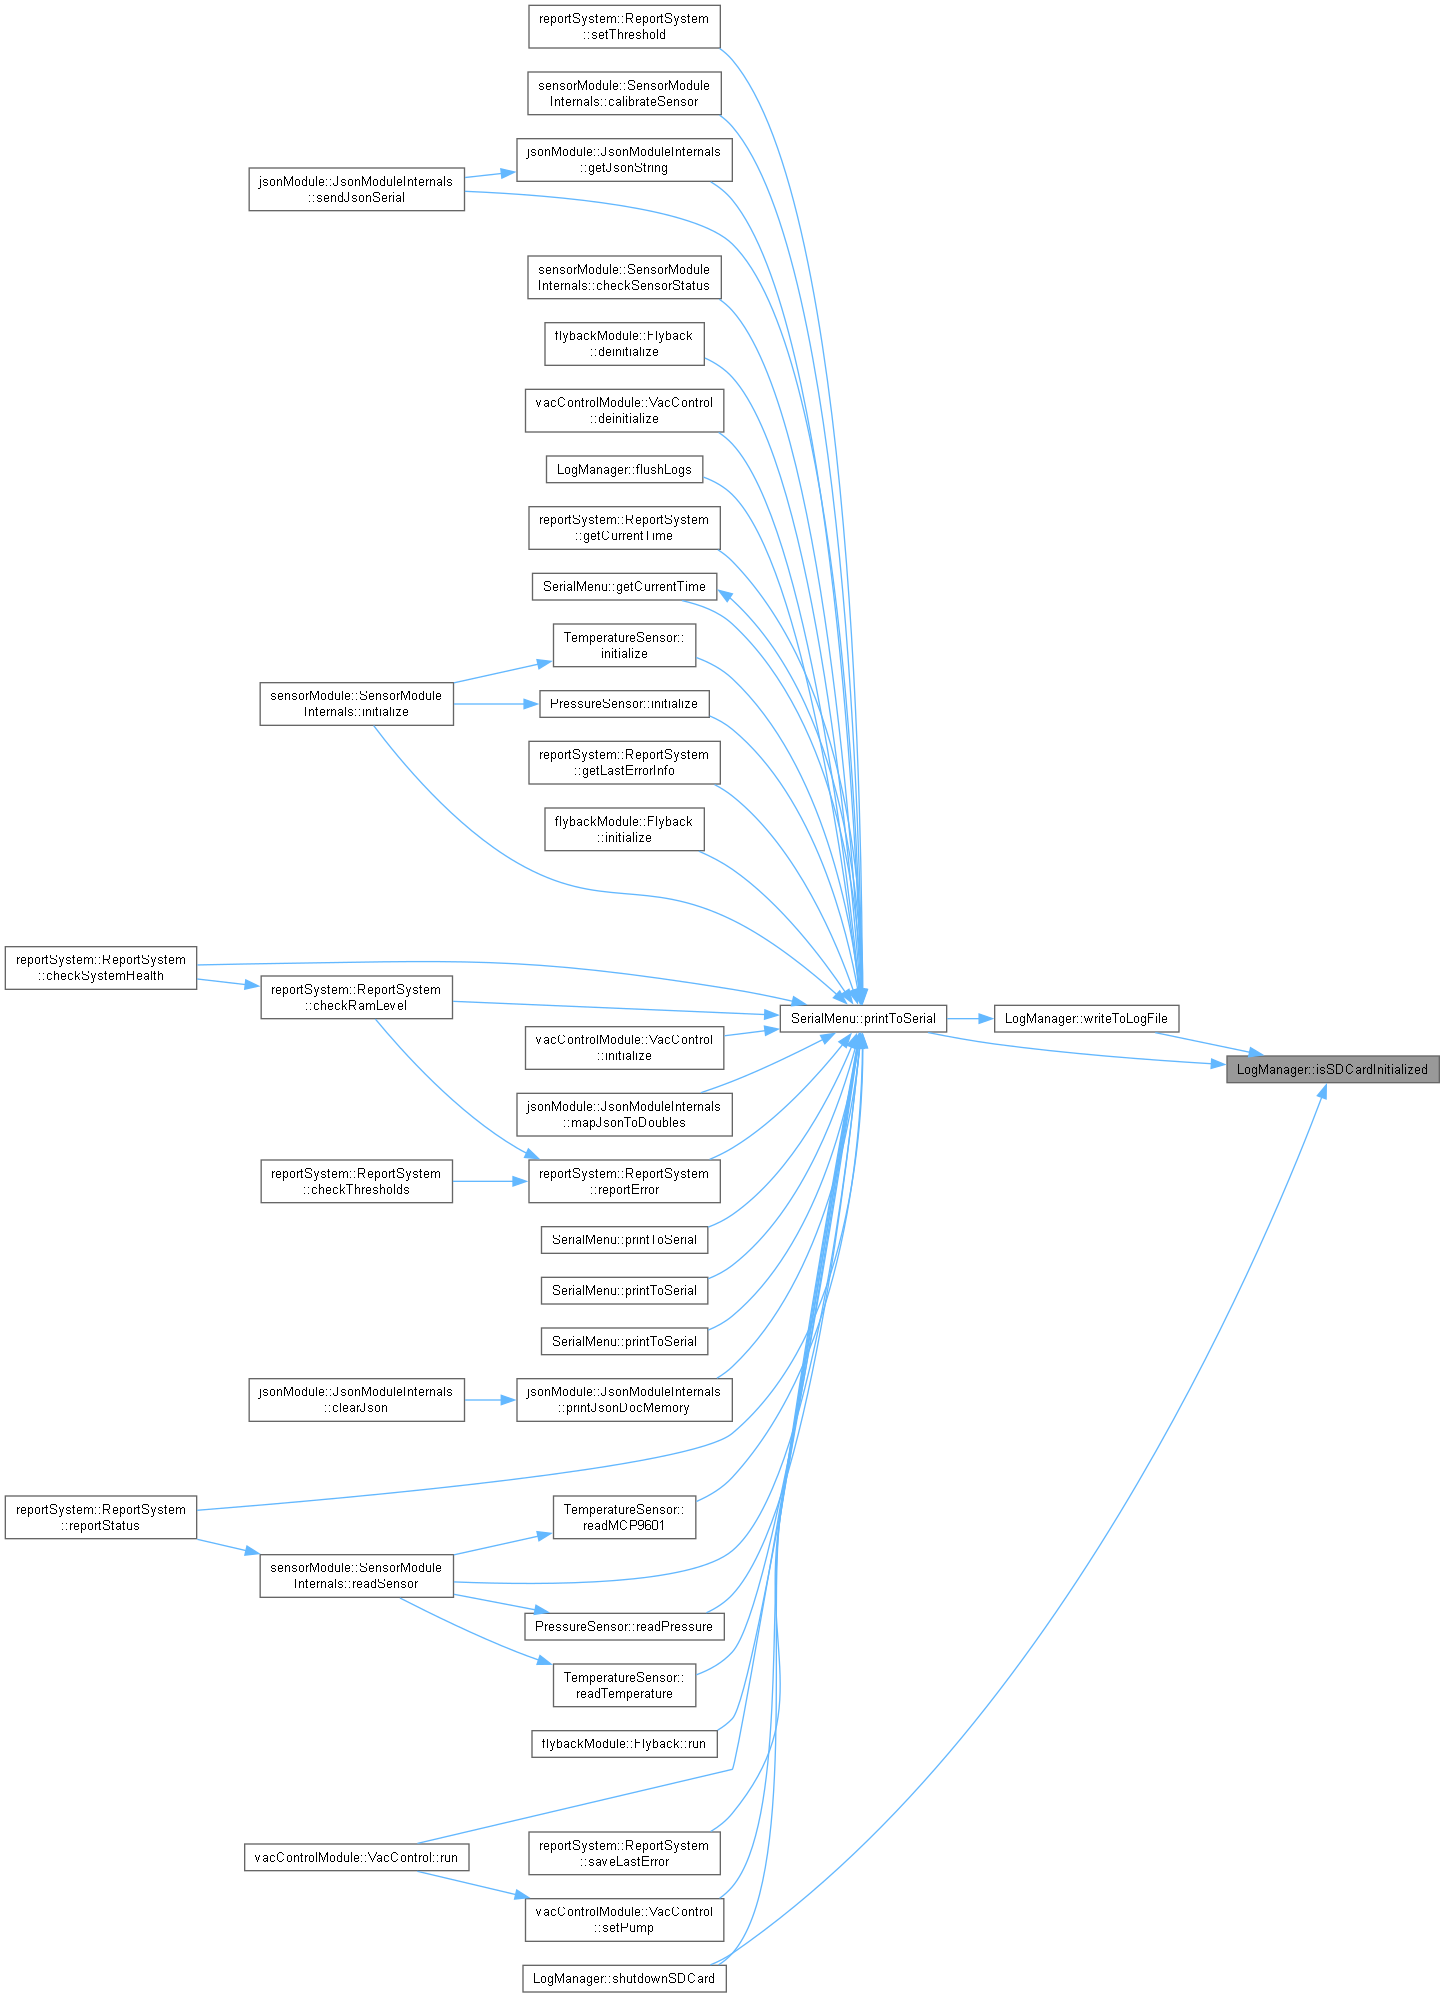 reportSystem::ReportSystem
::setThreshold
sensorModule::SensorModule
Internals::calibrateSensor
jsonModule::JsonModuleInternals
::getJsonString
jsonModule::JsonModuleInternals
::sendJsonSerial
sensorModule::SensorModule
Internals::checkSensorStatus
flybackModule::Flyback
::deinitialize
vacControlModule::VacControl
::deinitialize
LogManager::flushLogs
reportSystem::ReportSystem
::getCurrentTime
SerialMenu::getCurrentTime
TemperatureSensor::
initialize
sensorModule::SensorModule
Internals::initialize
PressureSensor::initialize
reportSystem::ReportSystem
::getLastErrorInfo
flybackModule::Flyback
::initialize
reportSystem::ReportSystem
::checkSystemHealth
reportSystem::ReportSystem
::checkRamLevel
SerialMenu::printToSerial
LogManager::writeToLogFile
vacControlModule::VacControl
::initialize
LogManager::isSDCardInitialized
jsonModule::JsonModuleInternals
::mapJsonToDoubles
reportSystem::ReportSystem
::checkThresholds
reportSystem::ReportSystem
::reportError
SerialMenu::printToSerial
SerialMenu::printToSerial
SerialMenu::printToSerial
jsonModule::JsonModuleInternals
::clearJson
jsonModule::JsonModuleInternals
::printJsonDocMemory
reportSystem::ReportSystem
::reportStatus
TemperatureSensor::
readMCP9601
sensorModule::SensorModule
Internals::readSensor
PressureSensor::readPressure
TemperatureSensor::
readTemperature
flybackModule::Flyback::run
vacControlModule::VacControl::run
reportSystem::ReportSystem
::saveLastError
vacControlModule::VacControl
::setPump
LogManager::shutdownSDCard